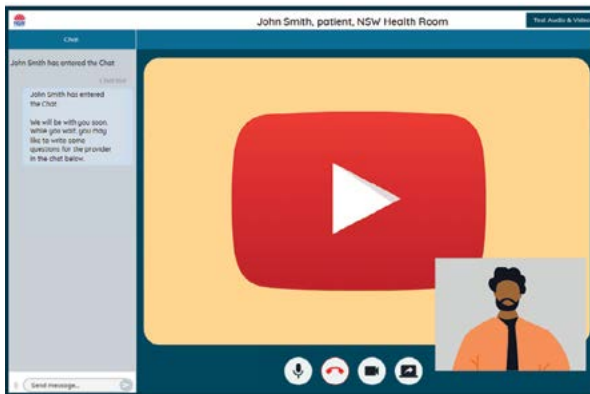 John Smith, patient, NSW Health Room
Test Audio & Video
Chat
John Smith has entered the Chat
John Smith has entered
the Chat
We will be with you soon.
While you wait, you may
like to write some
questions for the provider
in the chat below.
Send message...